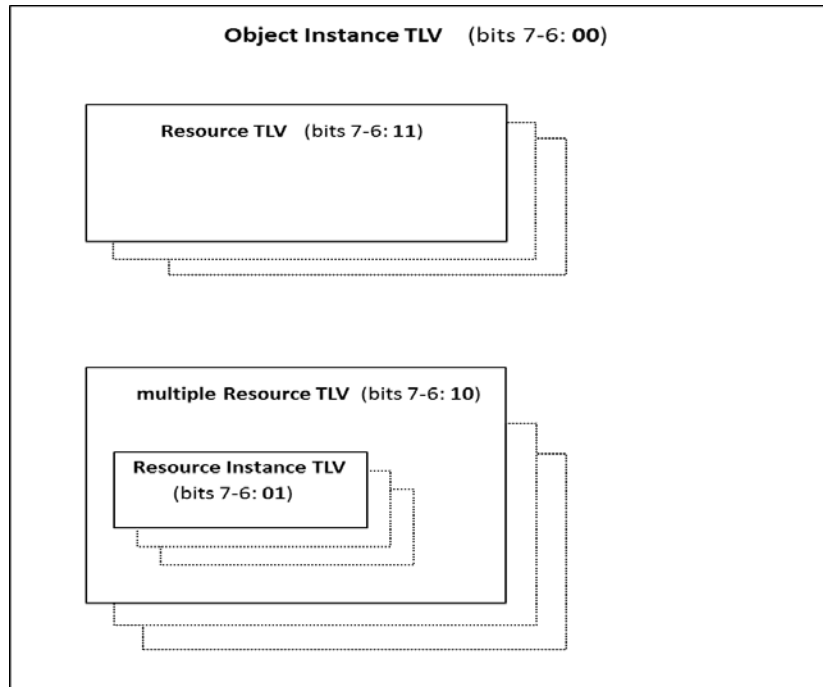 Object Instance TLV (bits 7-6: 00)
Resource TLV (bits 7-6: 11)
multiple Resource TLV (bits 7-6: 10)
Resource Instance TLV
(bits 7-6: 01)